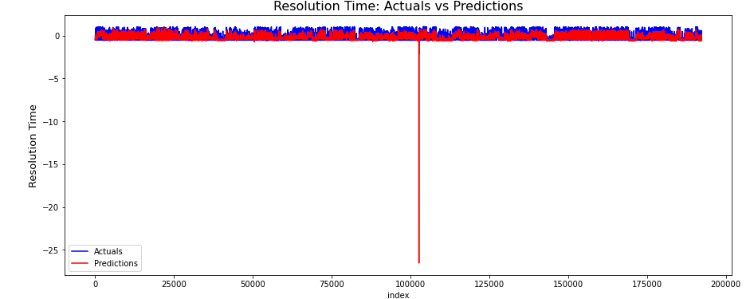 Resolution Time: Actuals vs Predictions
Resolution Time
0
−5
−10
−15
−20
−25
Actuals
Predictions
0 25000 50000 75000 100000 125000 150000 175000 200000
index